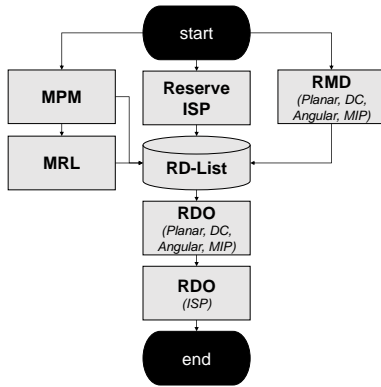 start
MPM
Reserve
ISP
RMD
(Planar, DC,
Angular, MIP)
MRL
RD-List
RDO
(Planar, DC,
Angular, MIP)
RDO
(ISP)
end